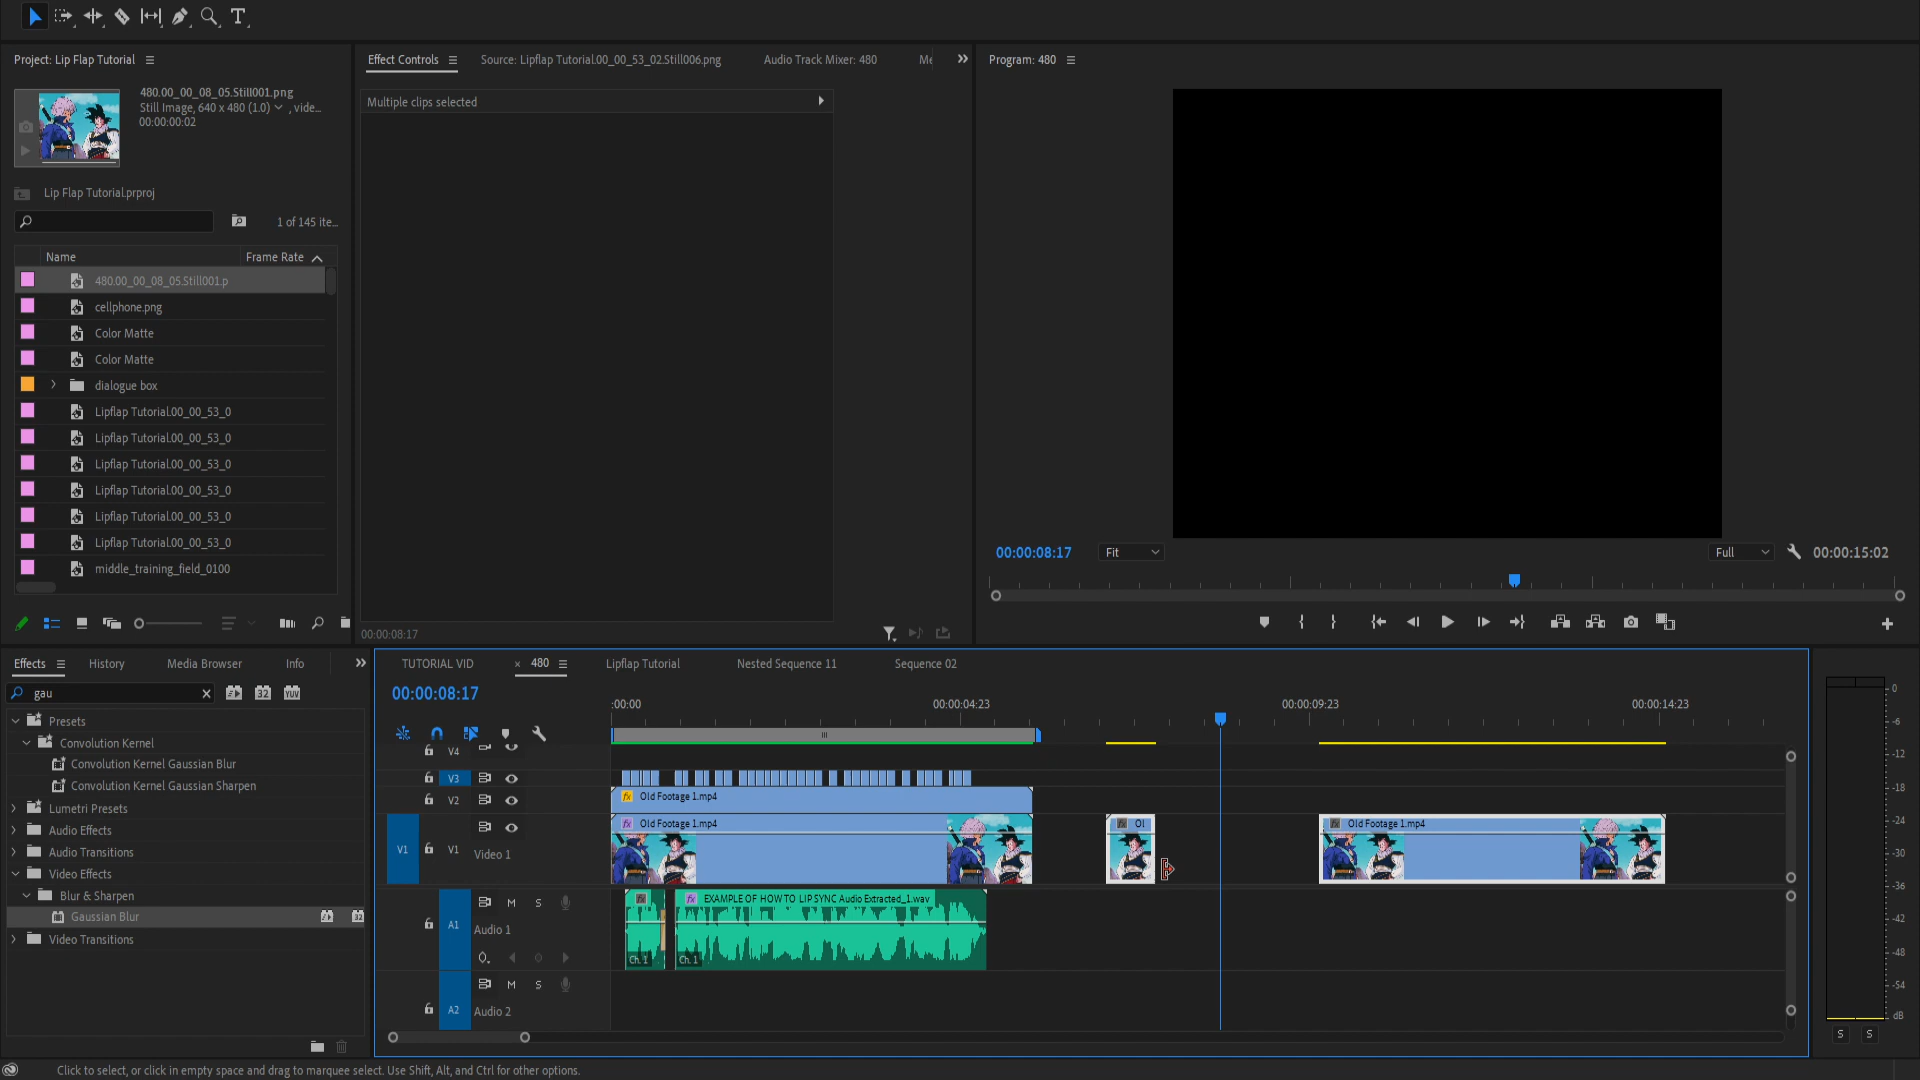 Project: Lip Flap Tutorial
480.00_00_08_05.Still001.png
Still Image, 640 x 480 (1.0) , vide...
00:00:00:02
Lip Flap Tutorial.prproj
1 of 145 ite...
Name Frame Rate
480.00_00_08_05.Still001.p
cellphone.png
Color Matte
Color Matte
dialogue box
Lipflap Tutorial.00_00_53_0
Lipflap Tutorial.00_00_53_0
Lipflap Tutorial.00_00_53_0
Lipflap Tutorial.00_00_53_0
Lipflap Tutorial.00_00_53_0
Lipflap Tutorial.00_00_53_0
middle_training_field_0100
Effect Controls Source: Lipflap Tutorial.00_00_53_02.Still006.png Audio Track Mixer: 480 Me
Multiple clips selected
00:00:08:17
Program: 480
00:00:08:17 Fit Full 00:00:15:02
Effects History Media Browser Info
gau
32 YUV
Presets
Convolution Kernel
Convolution Kernel Gaussian Blur
Convolution Kernel Gaussian Sharpen
Lumetri Presets
Audio Effects
Audio Transitions
Video Effects
Blur & Sharpen
Gaussian Blur 32
Video Transitions
TUTORIAL VID × 480 Lipflap Tutorial Nested Sequence 11 Sequence 02
00:00:08:17
:00:00 00:00:04:23 00:00:09:23 00:00:14:23
V4
V3
V2 fx Old Footage 1.mp4
V1 V1 Video 1
fx Old Footage 1.mp4 fx Ol fx Old Footage 1.mp4
A1 M S
Audio 1
fx fx EXAMPLE OF HOW TO LIP SYNC Audio Extracted_1.wav
Ch. 1 Ch. 1
A2 M S
Audio 2
0
-6
-12
-18
-24
-30
-36
-42
-48
-54
dB
S S
Click to select, or click in empty space and drag to marquee select. Use Shift, Alt, and Ctrl for other options.